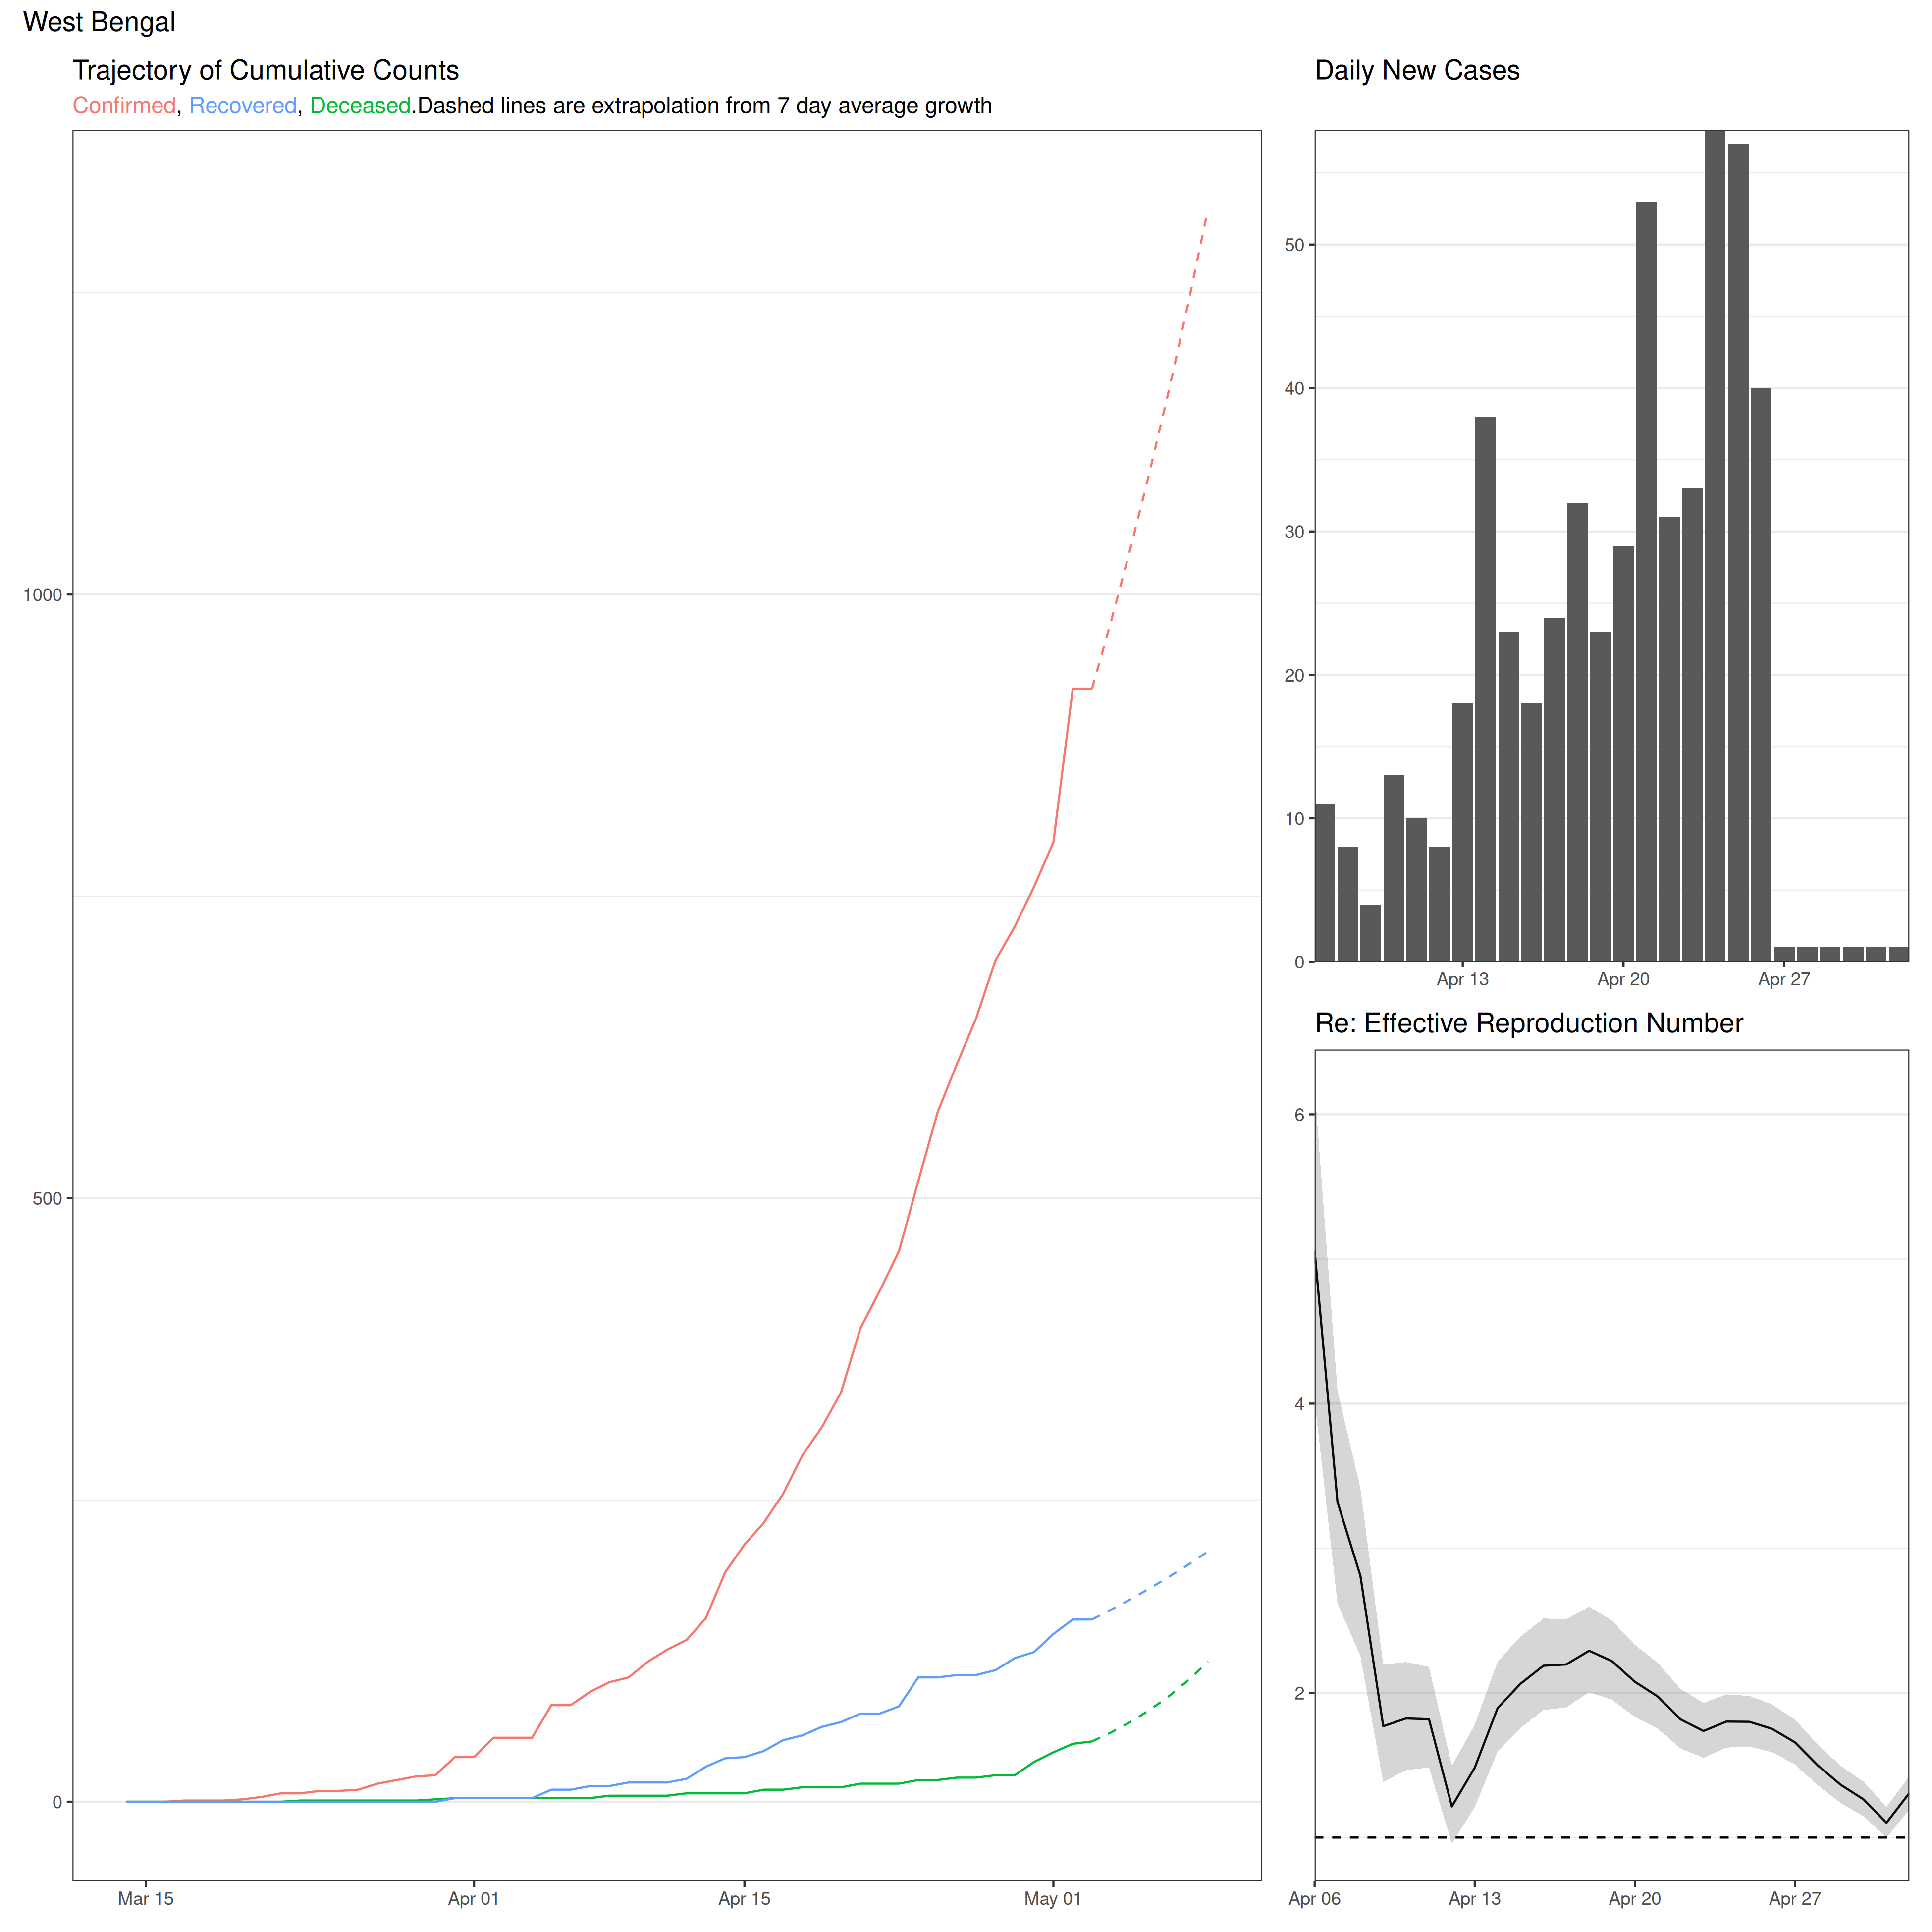 West Bengal
Trajectory of Cumulative Counts
Confirmed, Recovered, Deceased.Dashed lines are extrapolation from 7 day average growth
1000
500
0
Mar 15 Apr 01 Apr 15 May 01
Daily New Cases
50
40
30
20
10
0
Apr 13 Apr 20 Apr 27
Re: Effective Reproduction Number
6
4
2
Apr 06 Apr 13 Apr 20 Apr 27